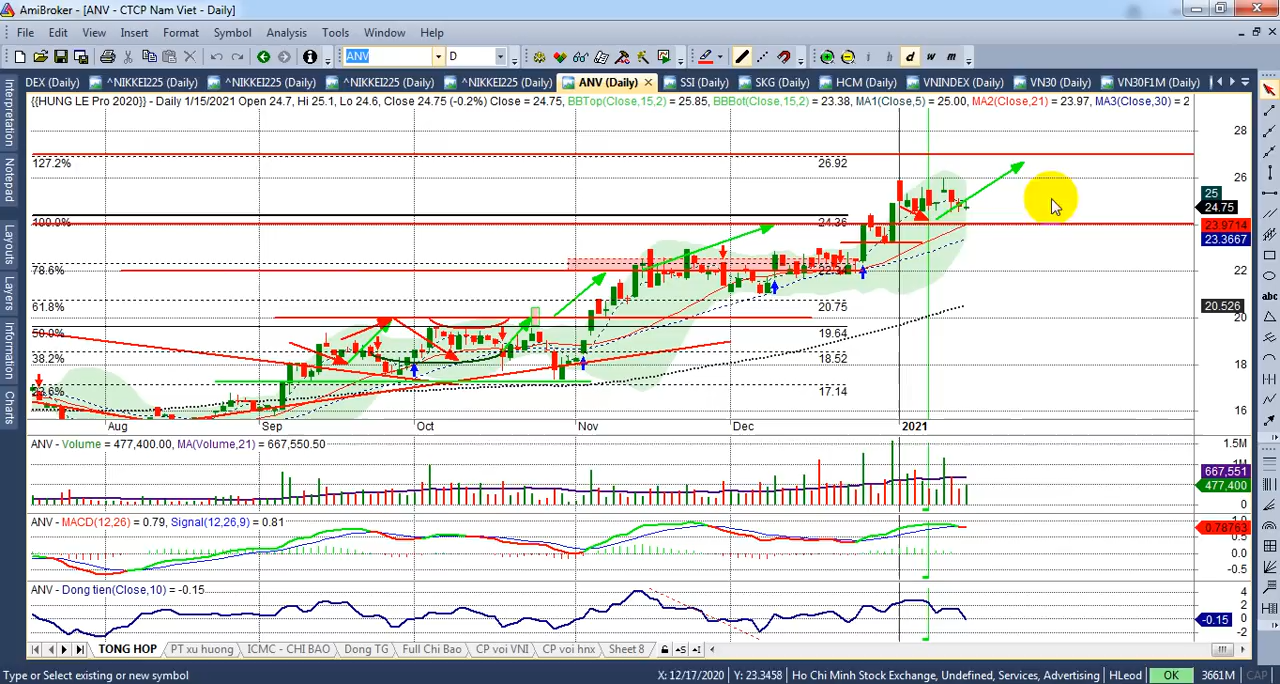 AmiBroker - [ANV - CTCP Nam Viet - Daily]
File Edit View Insert Format Symbol Analysis Tools Window Help
ANV D i h d w m
DEX (Daily) ^NIKKEI225 (Daily) ^NIKKEI225 (Daily) ^NIKKEI225 (Daily) ^NIKKEI225 (Daily) ANV (Daily) SSI (Daily) SKG (Daily) HCM (Daily) VNINDEX (Daily) VN30 (Daily) VN30F1M (Daily)
{{HUNG LE Pro 2020}} - Daily 1/15/2021 Open 24.7, Hi 25.1, Lo 24.6, Close 24.75 (-0.2%) Close = 24.75, BBTop(Close,15,2) = 25.85, BBBot(Close,15,2) = 23.38, MA1(Close,5) = 25.00, MA2(Close,21) = 23.97, MA3(Close,30) = 2
Interpretation
Notepad
Layouts
Layers
Information
Charts
28
127.2% 26.92
26
25
24.75
100.0% 24.36
23.9714
23.3667
78.6%
22
61.8% 20.75
20.526
20
50.0% 19.64
38.2% 18.52
18
17.14
16
Aug Sep Oct Nov Dec 2021
ANV - Volume = 477,400.00, MA(Volume,21) = 667,550.50
1.5M
667,551
477,400
0
ANV - MACD(12,26) = 0.79, Signal(12,26,9) = 0.81
0.78763
0.5
0.0
-0.5
ANV - Dong tien(Close,10) = -0.15
4
2
-0.15
-2
TONG HOP PT xu huong ICMC - CHI BAO Dong TG Full Chi Bao CP voi VNI CP voi hnx Sheet 8
Type or Select existing or new symbol X: 12/17/2020 Y: 23.3458 Ho Chi Minh Stock Exchange, Undefined, Services, Advertising HLeod OK 3661M CAP
abc